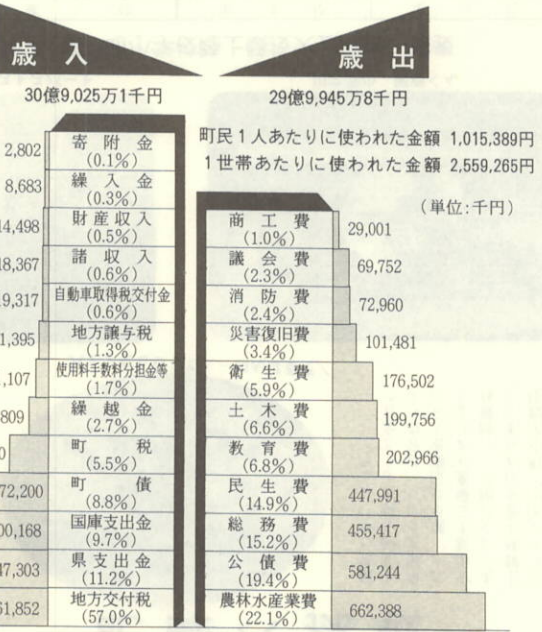 歳入
30億9,025万1千円
2,802 寄附金 (0.1%)
8,683 繰入金 (0.3%)
財産収入 (0.5%)
諸収入 (0.6%)
自動車取得税交付金 (0.6%)
地方譲与税 (1.3%)
使用料手数料分担金等 (1.7%)
繰越金 (2.7%)
町税 (5.5%)
町債 (8.8%)
国庫支出金 (9.7%)
県支出金 (11.2%)
地方交付税 (57.0%)
歳出
29億9,945万8千円
町民1人あたりに使われた金額 1,015,389円
1世帯あたりに使われた金額 2,559,265円
(単位:千円)
商工費 (1.0%) 29,001
議会費 (2.3%) 69,752
消防費 (2.4%) 72,960
災害復旧費 (3.4%) 101,481
衛生費 (5.9%) 176,502
土木費 (6.6%) 199,756
教育費 (6.8%) 202,966
民生費 (14.9%) 447,991
総務費 (15.2%) 455,417
公債費 (19.4%) 581,244
農林水産業費 (22.1%) 662,388